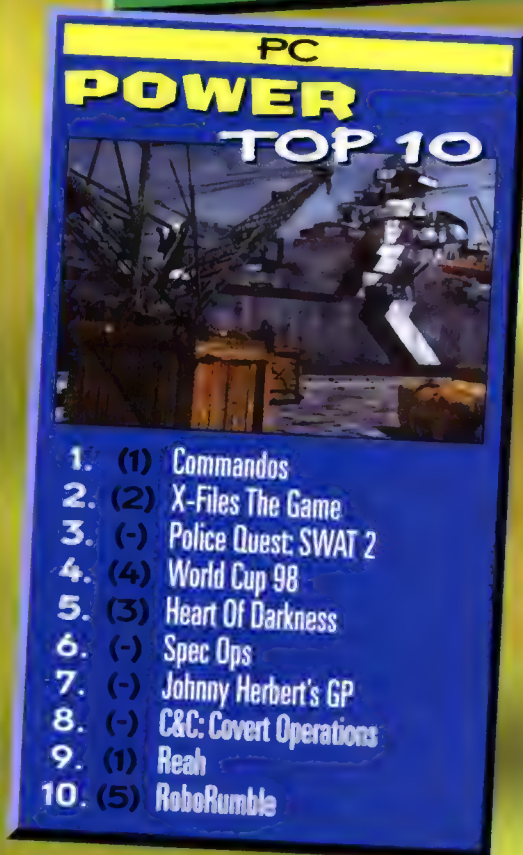 PC
POWER
TOP 10
1. (1) Commandos
2. (2) X-Files The Game
3. (-) Police Quest: SWAT 2
4. (4) World Cup 98
5. (3) Heart Of Darkness
6. (-) Spec Ops
7. (-) Johnny Herbert's GP
8. (-) C&C: Covert Operations
9. (1) Reah
10. (5) RoboRumble